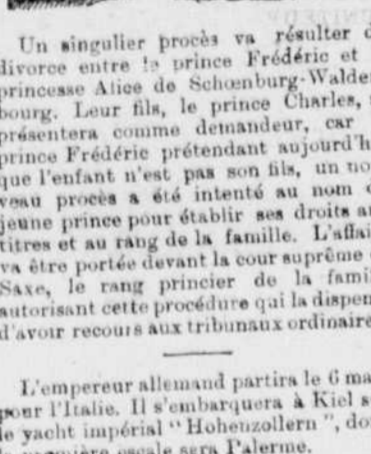 Un singulier procès va résulter d
divorce entre le prince Frédéric et
princesse Alice de Schœnburg-Walden
bourg. Leur fils, le prince Charles,
présentera comme demandeur, car
prince Frédéric prétendant aujourd'h
que l'enfant n'est pas son fils, un no
veau procès a été intenté au nom d
jeune prince pour établir ses droits au
titres et au rang de la famille. L'affai
va être portée devant la cour suprême
Saxe, le rang princier de la famil
autorisant cette procédure qui la dispen
d'avoir recours aux tribunaux ordinaire
L'empereur allemand partira le 6 ma
pour l'Italie. Il s'embarquera à Kiel s
le yacht impérial "Hohenzollern", do
escale sera Palerme.